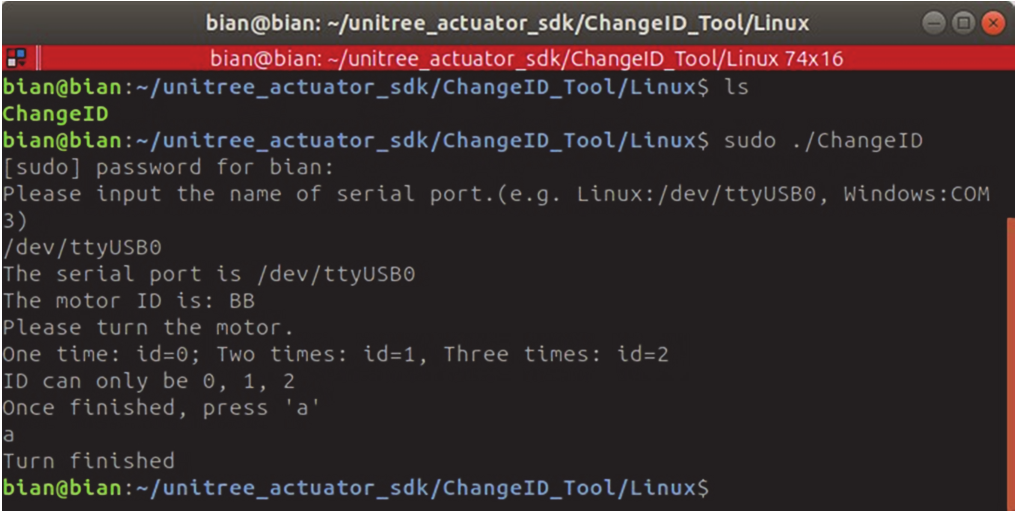 bian@bian: ~/unitree_actuator_sdk/ChangeID_Tool/Linux
bian@bian: ~/unitree_actuator_sdk/ChangeID_Tool/Linux 74x16
bian@bian:~/unitree_actuator_sdk/ChangeID_Tool/Linux$ ls
ChangeID
bian@bian:~/unitree_actuator_sdk/ChangeID_Tool/Linux$ sudo ./ChangeID
[sudo] password for bian:
Please input the name of serial port.(e.g. Linux:/dev/ttyUSB0, Windows:COM
3)
/dev/ttyUSB0
The serial port is /dev/ttyUSB0
The motor ID is: BB
Please turn the motor.
One time: id=0; Two times: id=1, Three times: id=2
ID can only be 0, 1, 2
Once finished, press 'a'
a
Turn finished
bian@bian:~/unitree_actuator_sdk/ChangeID_Tool/Linux$